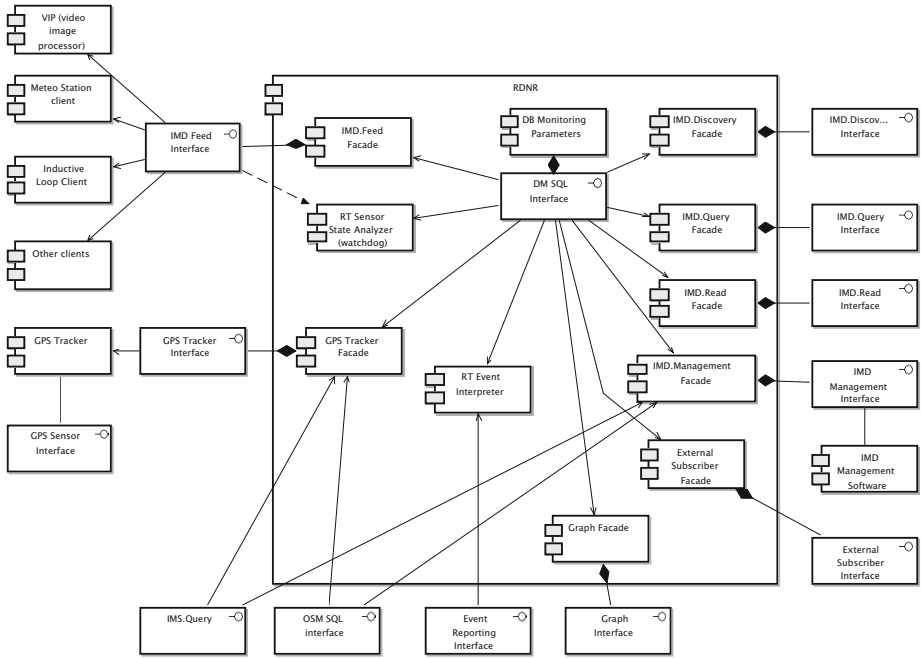 VIP (video
image
processor)
Meteo Station
client
IMD Feed
Interface
Inductive
Loop Client
Other clients
GPS Tracker
GPS Tracker
Interface
GPS Sensor
Interface
RDNR
IMD.Feed
Facade
DB Monitoring
Parameters
IMD.Discovery
Facade
IMD.Discov...
Interface
DM SQL
Interface
RT Sensor
State Analyzer
(watchdog)
IMD.Query
Facade
IMD.Query
Interface
IMD.Read
Facade
IMD.Read
Interface
GPS Tracker
Facade
RT Event
Interpreter
IMD.Management
Facade
IMD
Management
Interface
External
Subscriber
Facade
IMD
Management
Software
Graph Facade
External
Subscriber
Interface
IMS.Query
OSM SQL
interface
Event
Reporting
Interface
Graph
Interface